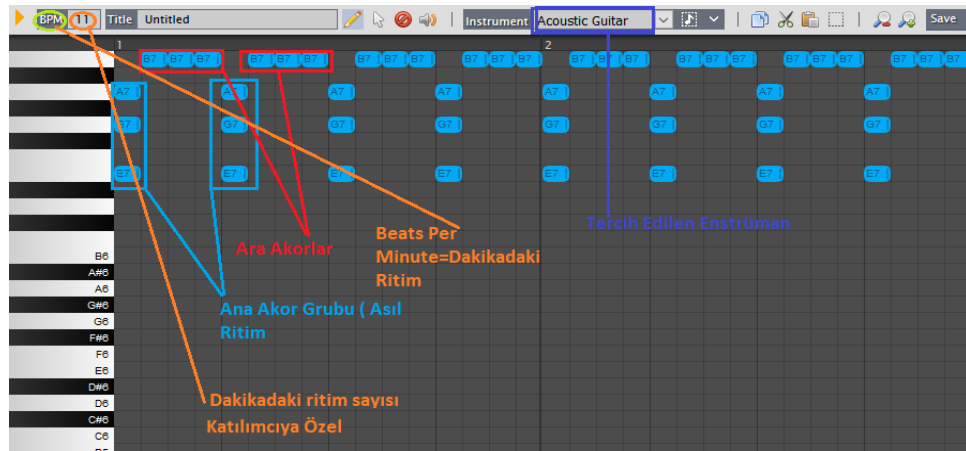 BPM 11 Title Untitled Instrument Acoustic Guitar Save
1 2
B7 B7 B7 B7 B7 B7 B7 B7 B7 B7 B7 B7 B7 B7 B7 B7 B7 B7 B7 B7 B7 B7 B7 B7
A7 A7 A7 A7 A7 A7 A7 A7
G7 G7 G7 G7 G7 G7 G7 G7
E7 E7 E7 E7 E7 E7 E7 E7
Tercih Edilen Enstrüman
Ara Akorlar
Beats Per
Minute=Dakikadaki
Ritim
Ana Akor Grubu ( Asıl
Ritim
Dakikadaki ritim sayısı
Katılımcıya Özel
B6
A#6
A6
G#6
G6
F#6
F6
E6
D#6
D6
C#6
C6